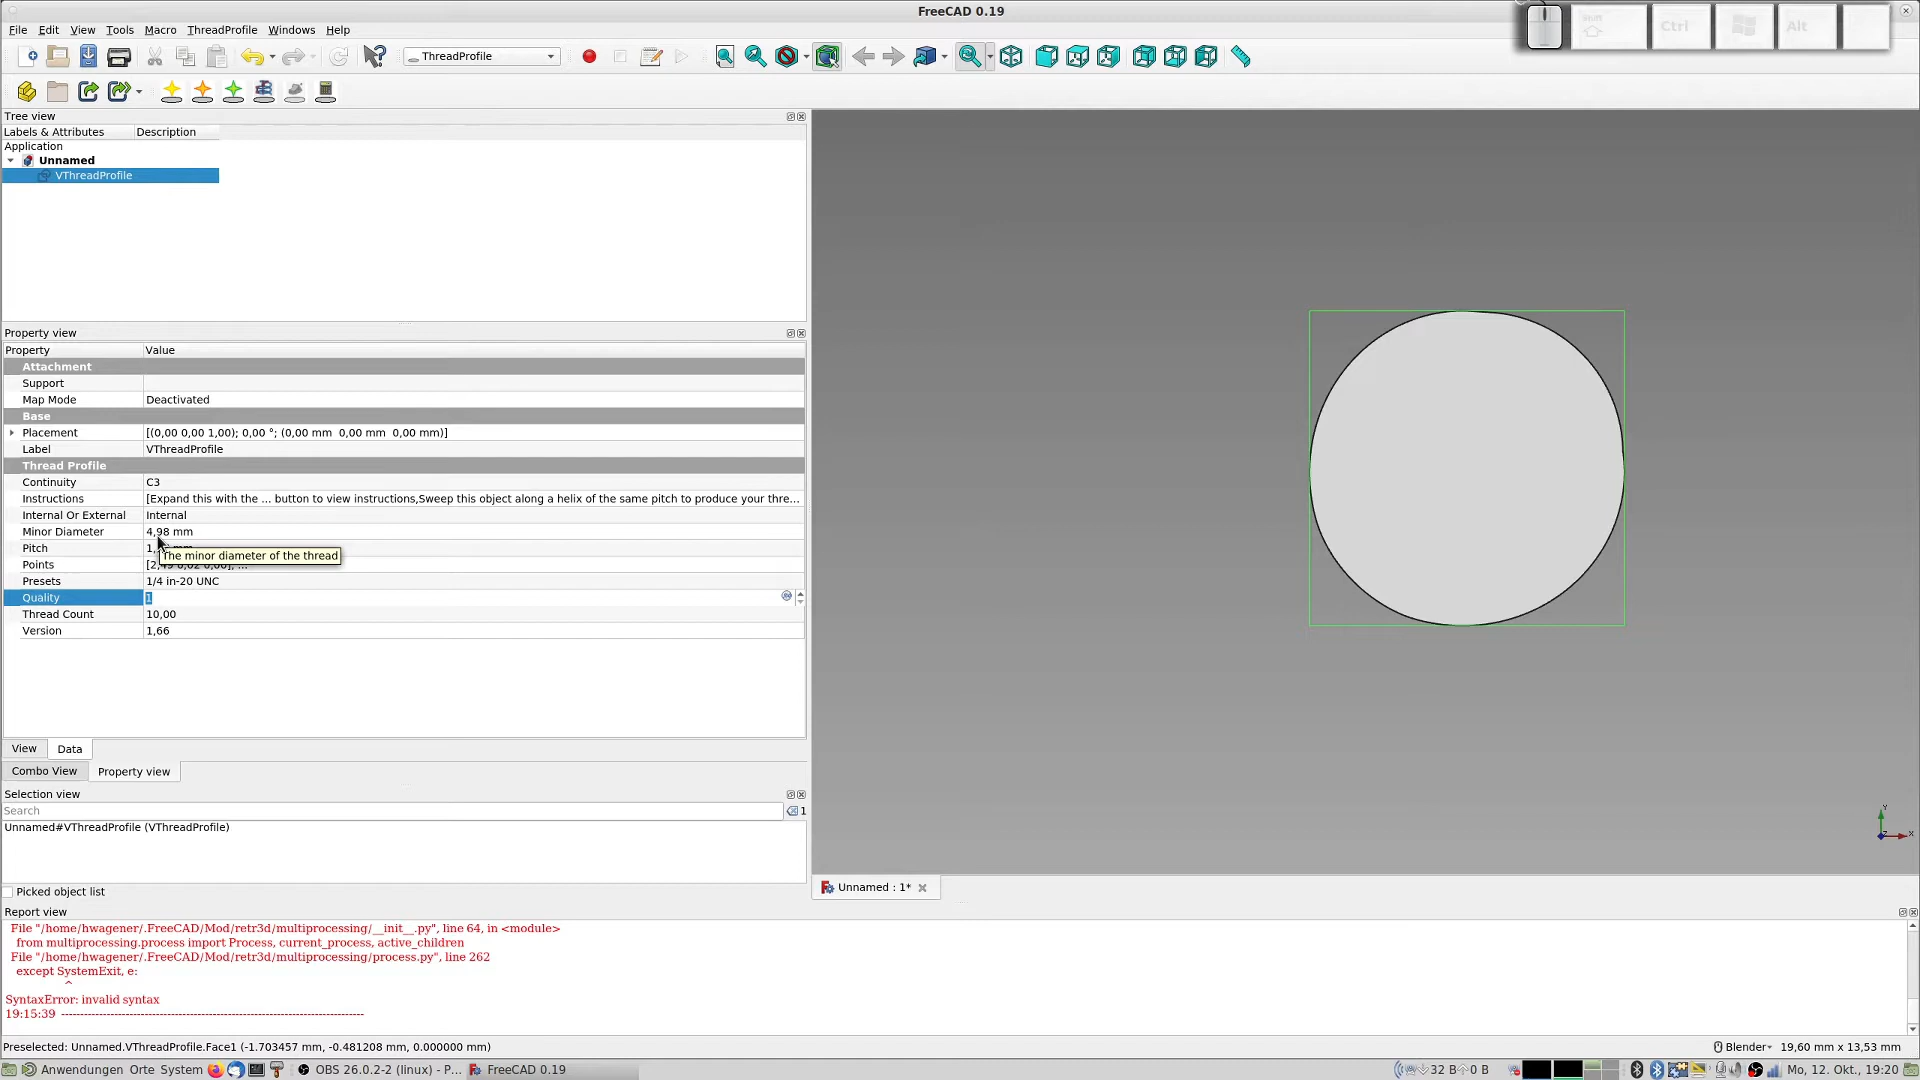 FreeCAD 0.19
Shift
Ctrl
Alt
File Edit View Tools Macro ThreadProfile Windows Help
ThreadProfile
Tree view
Labels & Attributes Description
Application
Unnamed
VThreadProfile
Property view
Property Value
Attachment
Support
Map Mode Deactivated
Base
Placement [(0,00 0,00 1,00); 0,00 °; (0,00 mm 0,00 mm 0,00 mm)]
Label VThreadProfile
Thread Profile
Continuity C3
Instructions [Expand this with the ... button to view instructions,Sweep this object along a helix of the same pitch to produce your thre...
Internal Or External Internal
Minor Diameter 4,98 mm
Pitch
The minor diameter of the thread
Points
Presets 1/4 in-20 UNC
Quality 1
Thread Count 10,00
Version 1,66
View Data
Combo View Property view
Selection view
Search 1
Unnamed#VThreadProfile (VThreadProfile)
Picked object list
Y
Z
X
Unnamed : 1*
Report view
File "/home/hwagener/.FreeCAD/Mod/retr3d/multiprocessing/__init__.py", line 64, in <module>
from multiprocessing.process import Process, current_process, active_children
File "/home/hwagener/.FreeCAD/Mod/retr3d/multiprocessing/process.py", line 262
except SystemExit, e:
^
SyntaxError: invalid syntax
19:15:39 --------------------------------------------------------------------------------
Preselected: Unnamed.VThreadProfile.Face1 (-1.703457 mm, -0.481208 mm, 0.000000 mm)
Blender 19,60 mm x 13,53 mm
Anwendungen Orte System OBS 26.0.2-2 (linux) - P... FreeCAD 0.19 32 B 0 B Mo, 12. Okt., 19:20